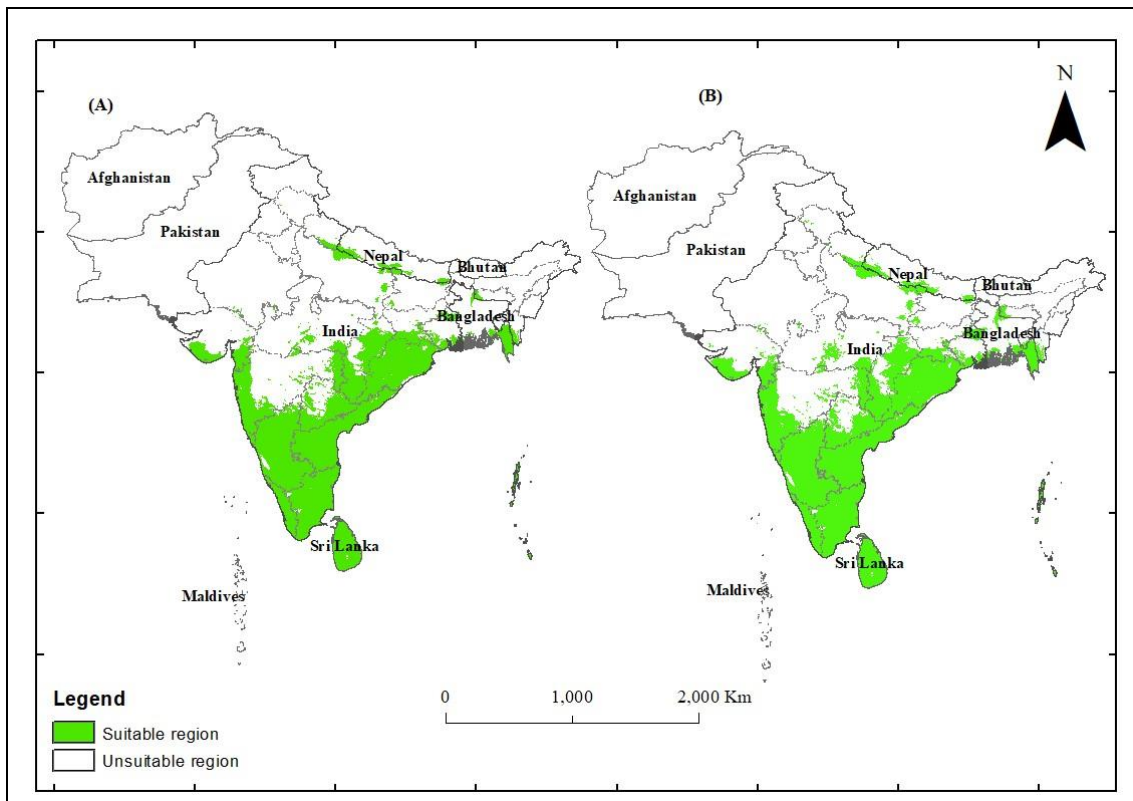 (A)
Afghanistan
Pakistan
Nepal
Bhutan
Bangladesh
India
Sri Lanka
Maldives
(B)
Afghanistan
Pakistan
Nepal
Bhutan
Bangladesh
India
Sri Lanka
Maldives
N
0 1,000 2,000 Km
Legend
Suitable region
Unsuitable region